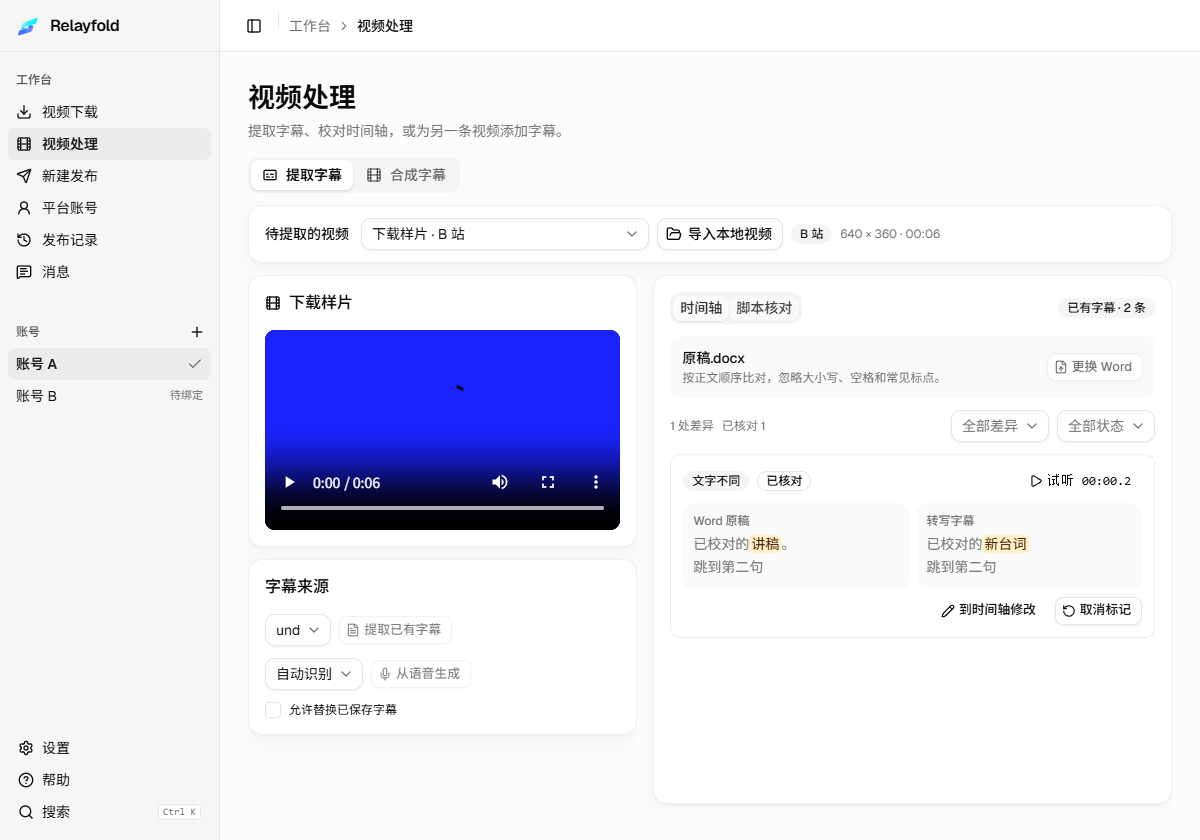 Relayfold
工作台
视频下载
视频处理
新建发布
平台账号
发布记录
消息
账号
账号 A
账号 B 待绑定
设置
帮助
搜索 Ctrl K
工作台 > 视频处理
视频处理
提取字幕、校对时间轴，或为另一条视频添加字幕。
提取字幕 合成字幕
待提取的视频 下载样片 · B 站 导入本地视频 B 站 640 × 360 · 00:06
下载样片
0:00 / 0:06
字幕来源
und 提取已有字幕
自动识别 从语音生成
允许替换已保存字幕
时间轴 脚本核对 已有字幕 · 2 条
原稿.docx
按正文顺序比对，忽略大小写、空格和常见标点。
更换 Word
1 处差异 已核对 1 全部差异 全部状态
文字不同 已核对 试听 00:00.2
Word 原稿
已校对的讲稿。
跳到第二句
转写字幕
已校对的新台词
跳到第二句
到时间轴修改 取消标记